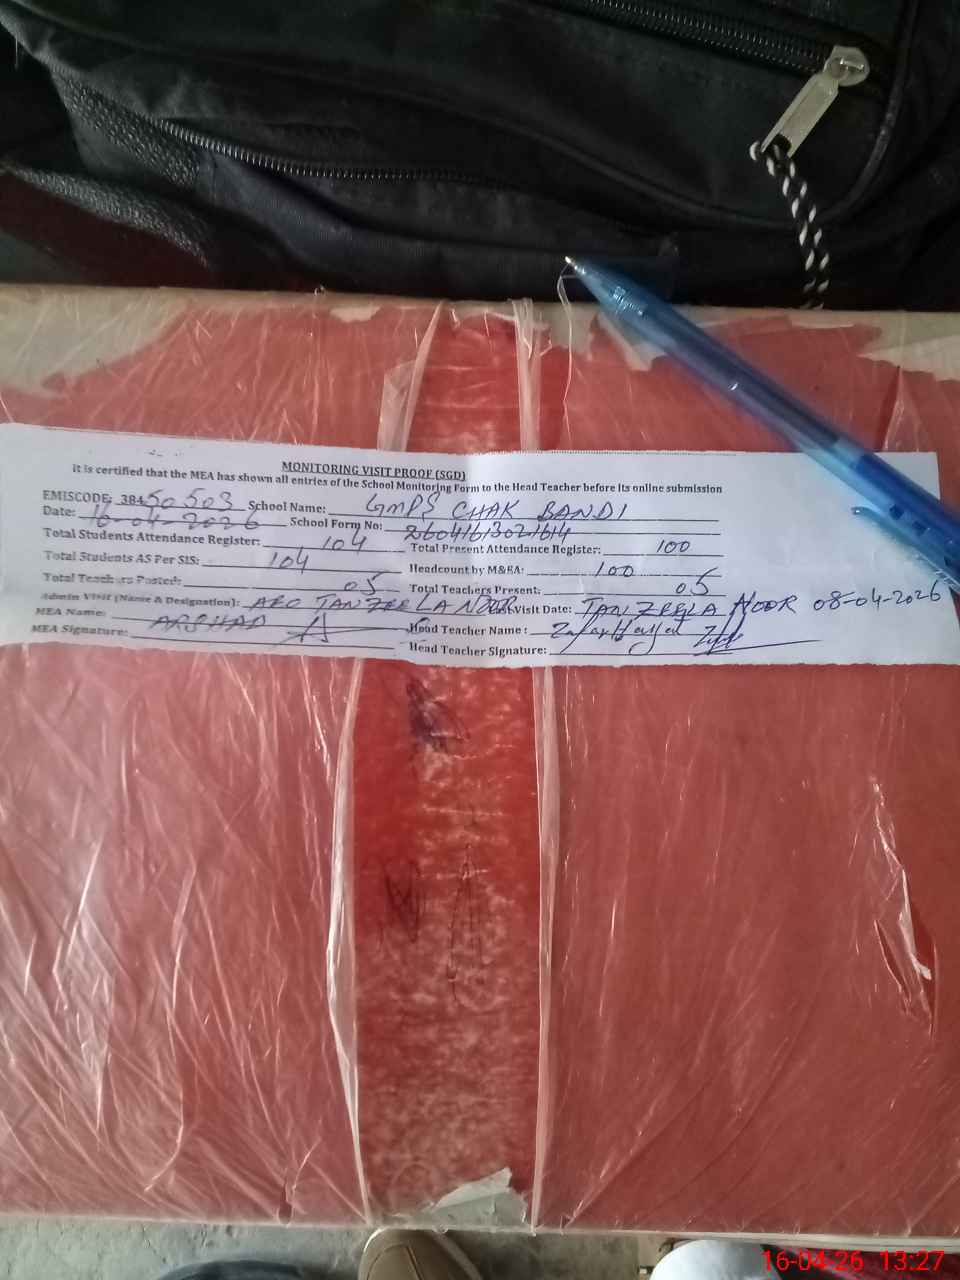 MONITORING VISIT PROOF (SGD)
It is certified that the MEA has shown all entries of the School Monitoring Form to the Head Teacher before its online submission
EMISCODE: 384 50503 School Name: GMPS CHAK BANDI
Date: 16-04-2026 School Form No:
Total Students Attendance Register: 104 Total Present Attendance Register: 100
Total Students AS Per SIS: 104 Headcount by M&EA: 100
Total Teachers Posted: 05 Total Teachers Present: 05
Admin Visit (Name & Designation): AEO TANZEELA NOOR Visit Date: TANZEELA NOOR 08-04-2026
MEA Name: ARSHAD Head Teacher Name: Zafar Hayat
MEA Signature: Head Teacher Signature:
16-04-26 13:27